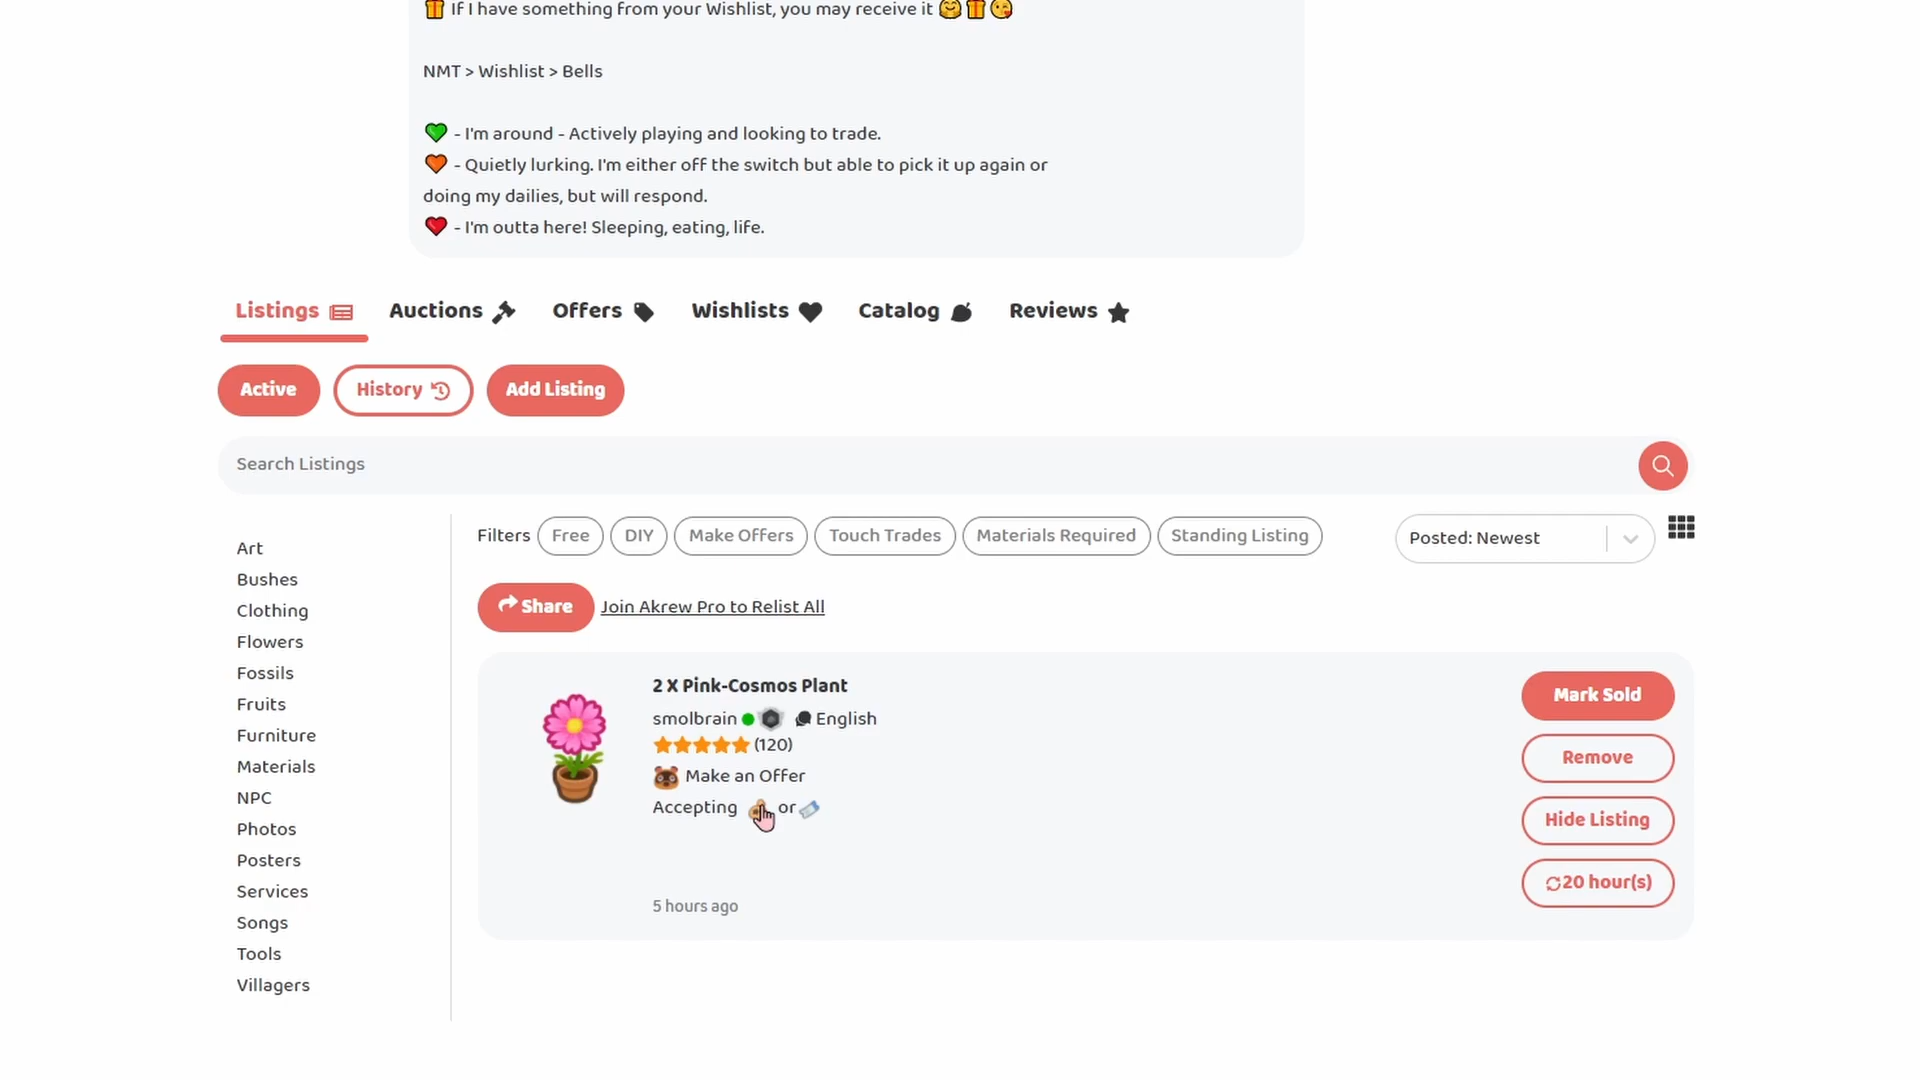 If I have something from your Wishlist, you may receive it
NMT > Wishlist > Bells
- I'm around - Actively playing and looking to trade.
- Quietly lurking. I'm either off the switch but able to pick it up again or
doing my dailies, but will respond.
- I'm outta here! Sleeping, eating, life.
Listings Auctions Offers Wishlists Catalog Reviews
Active History Add Listing
Search Listings
Filters Free DIY Make Offers Touch Trades Materials Required Standing Listing Posted: Newest
Art
Bushes
Clothing
Flowers
Fossils
Fruits
Furniture
Materials
NPC
Photos
Posters
Services
Songs
Tools
Villagers
Share Join Akrew Pro to Relist All
2 X Pink-Cosmos Plant
smolbrain English
(120)
Make an Offer
Accepting or
5 hours ago
Mark Sold
Remove
Hide Listing
20 hour(s)